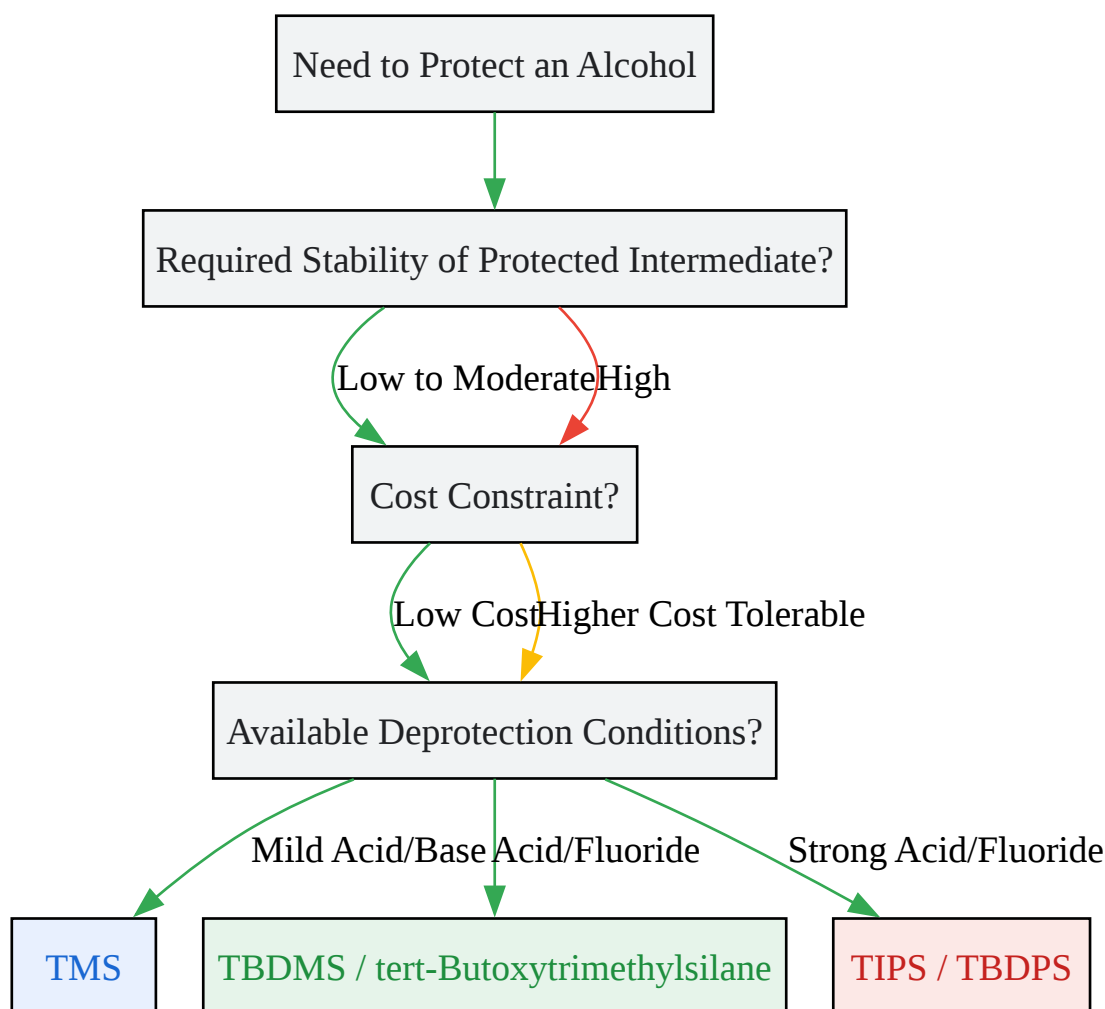 Need to Protect an Alcohol
Required Stability of Protected Intermediate?
Low to Moderate
High
Cost Constraint?
Low Cost
Higher Cost Tolerable
Available Deprotection Conditions?
Mild Acid/Base
Acid/Fluoride
Strong Acid/Fluoride
TMS
TBDMS / tert-Butoxytrimethylsilane
TIPS / TBDPS